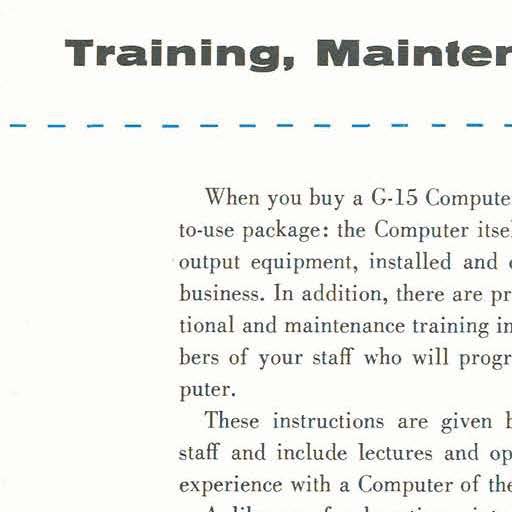 Training, Mainter
When you buy a G-15 Compute
to-use package: the Computer itse
output equipment, installed and
business. In addition, there are pr
tional and maintenance training in
bers of your staff who will progr
puter.
These instructions are given b
staff and include lectures and op
experience with a Computer of the